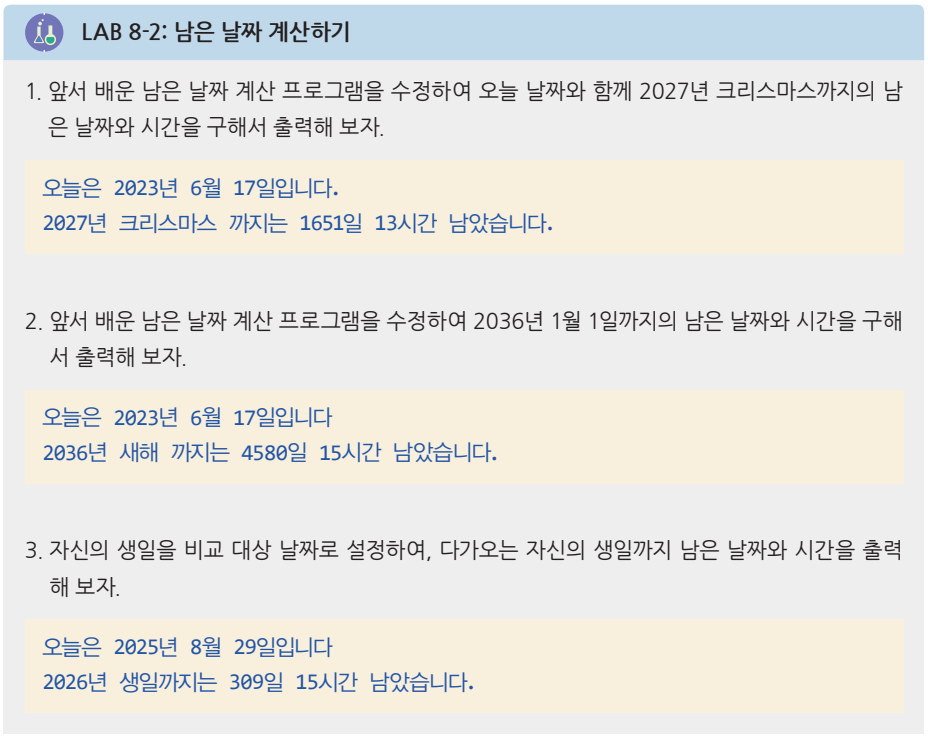 LAB 8-2: 남은 날짜 계산하기
1. 앞서 배운 남은 날짜 계산 프로그램을 수정하여 오늘 날짜와 함께 2027년 크리스마스까지의 남
은 날짜와 시간을 구해서 출력해 보자.
오늘은 2023년 6월 17일입니다.
2027년 크리스마스 까지는 1651일 13시간 남았습니다.
2. 앞서 배운 남은 날짜 계산 프로그램을 수정하여 2036년 1월 1일까지의 남은 날짜와 시간을 구해
서 출력해 보자.
오늘은 2023년 6월 17일입니다
2036년 새해 까지는 4580일 15시간 남았습니다.
3. 자신의 생일을 비교 대상 날짜로 설정하여, 다가오는 자신의 생일까지 남은 날짜와 시간을 출력
해 보자.
오늘은 2025년 8월 29일입니다
2026년 생일까지는 309일 15시간 남았습니다.